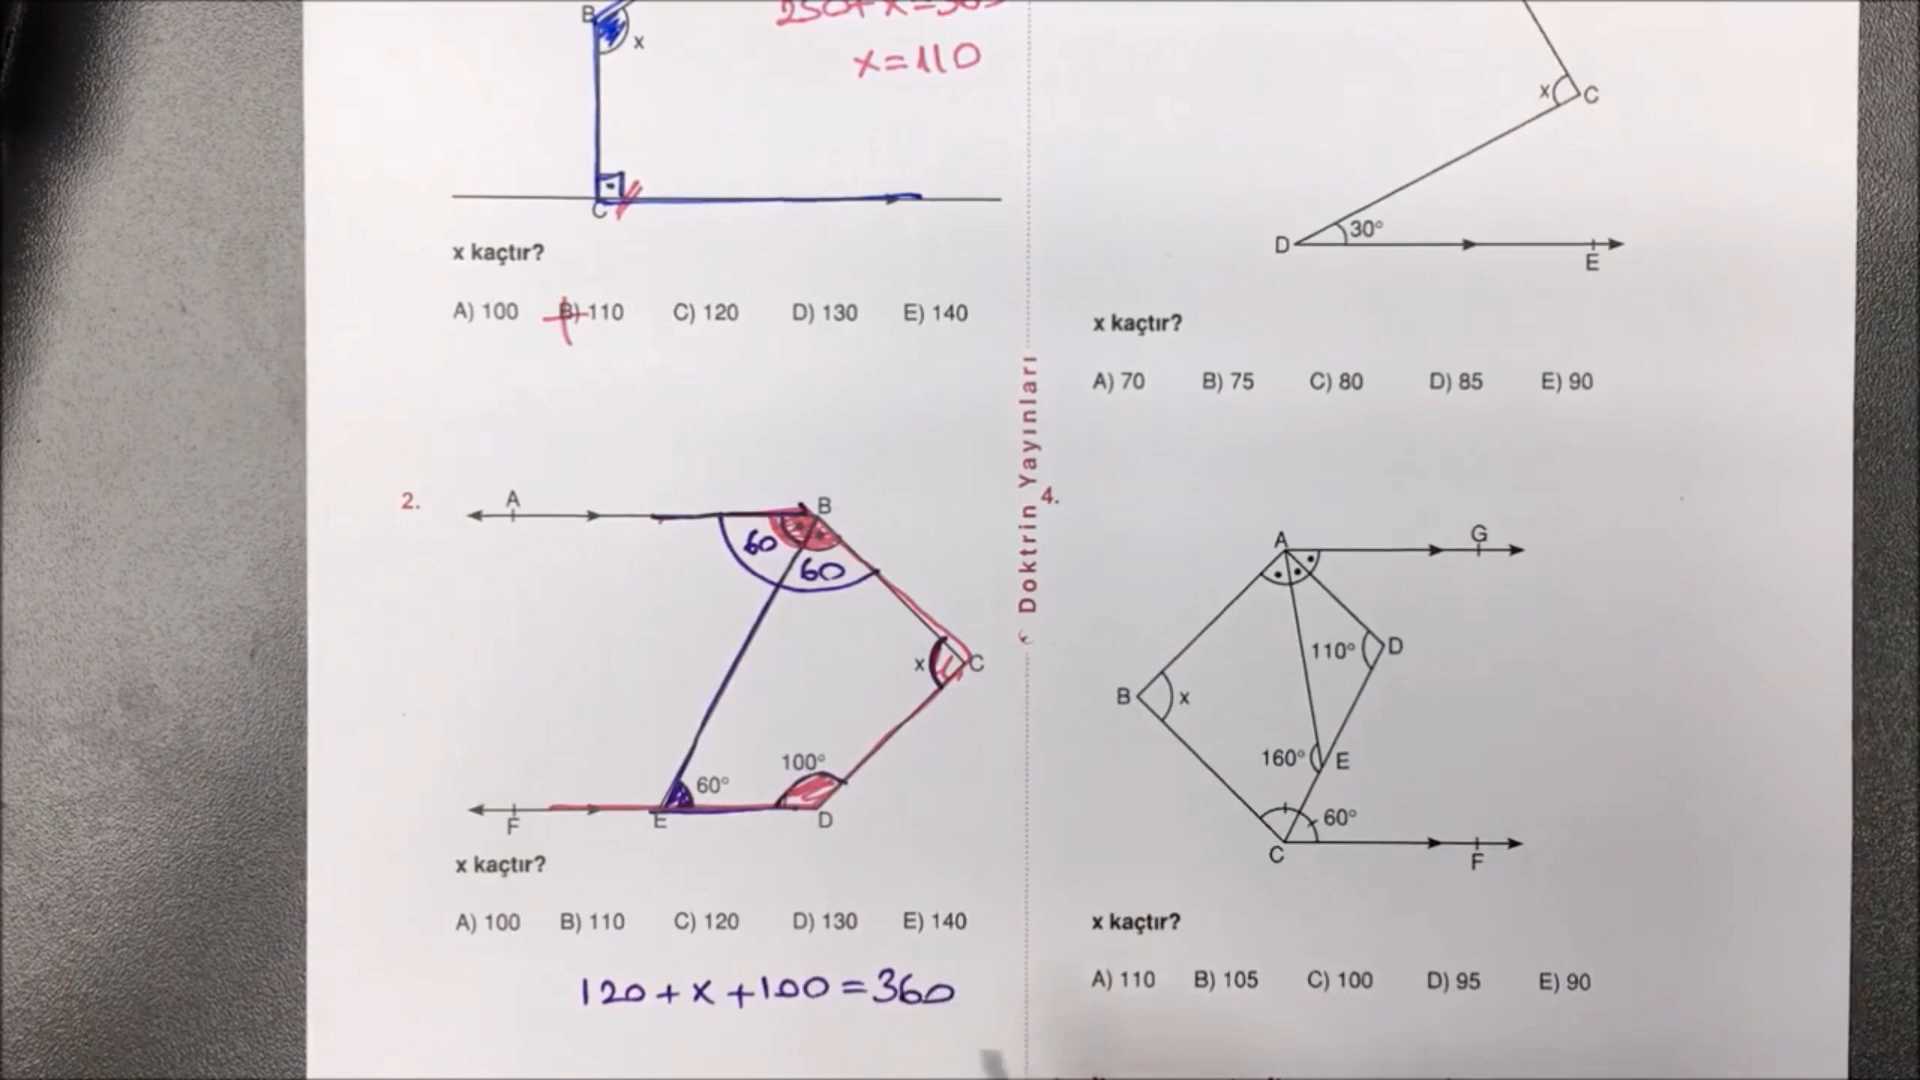 B
x
250+x=360
x=110
C
x kaçtır?
A) 100 B) 110 C) 120 D) 130 E) 140
x
C
D
30°
E
x kaçtır?
A) 70 B) 75 C) 80 D) 85 E) 90
Doktrin Yayınları
2.
A
B
60
60
x
C
100°
60°
F
E
D
x kaçtır?
A) 100 B) 110 C) 120 D) 130 E) 140
120+x+100=360
4.
A
G
110°
D
B
x
160°
E
60°
C
F
x kaçtır?
A) 110 B) 105 C) 100 D) 95 E) 90